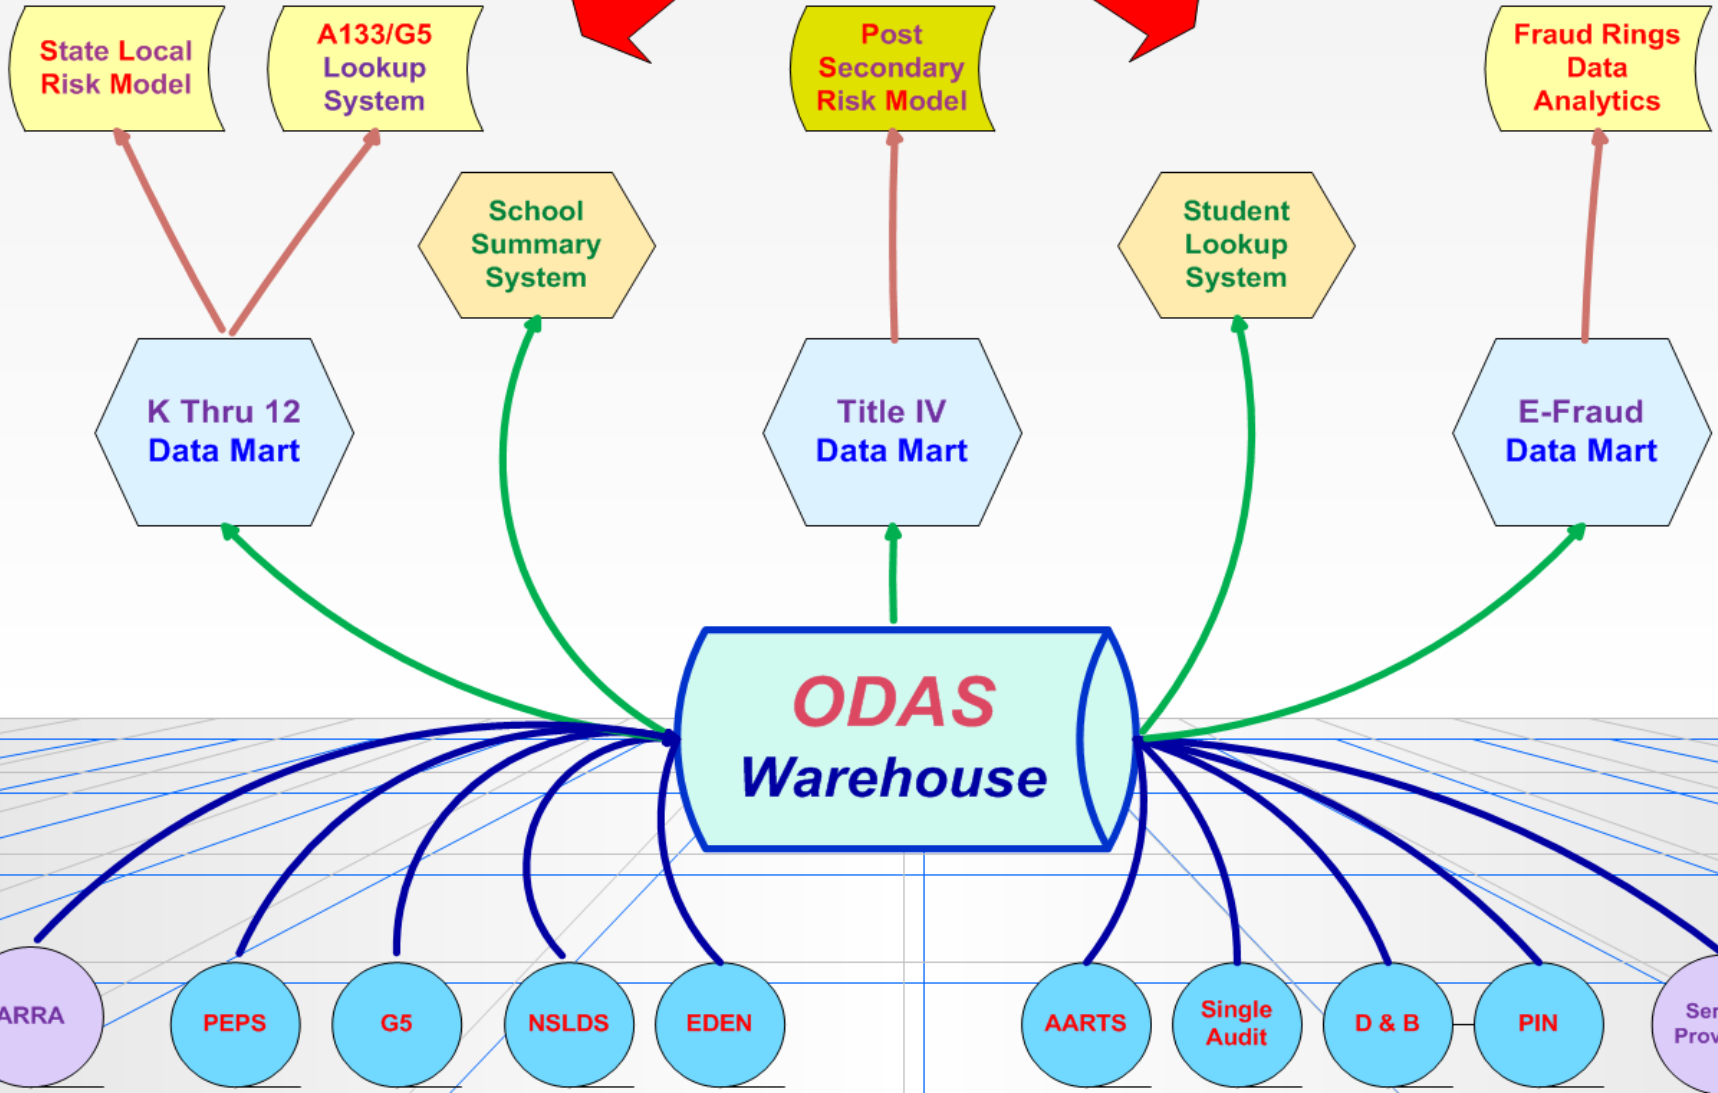 State Local
Risk Model
A133/G5
Lookup
System
Post
Secondary
Risk Model
Fraud Rings
Data
Analytics
School
Summary
System
Student
Lookup
System
K Thru 12
Data Mart
Title IV
Data Mart
E-Fraud
Data Mart
ODAS
Warehouse
ARRA
PEPS
G5
NSLDS
EDEN
AARTS
Single
Audit
D & B
PIN